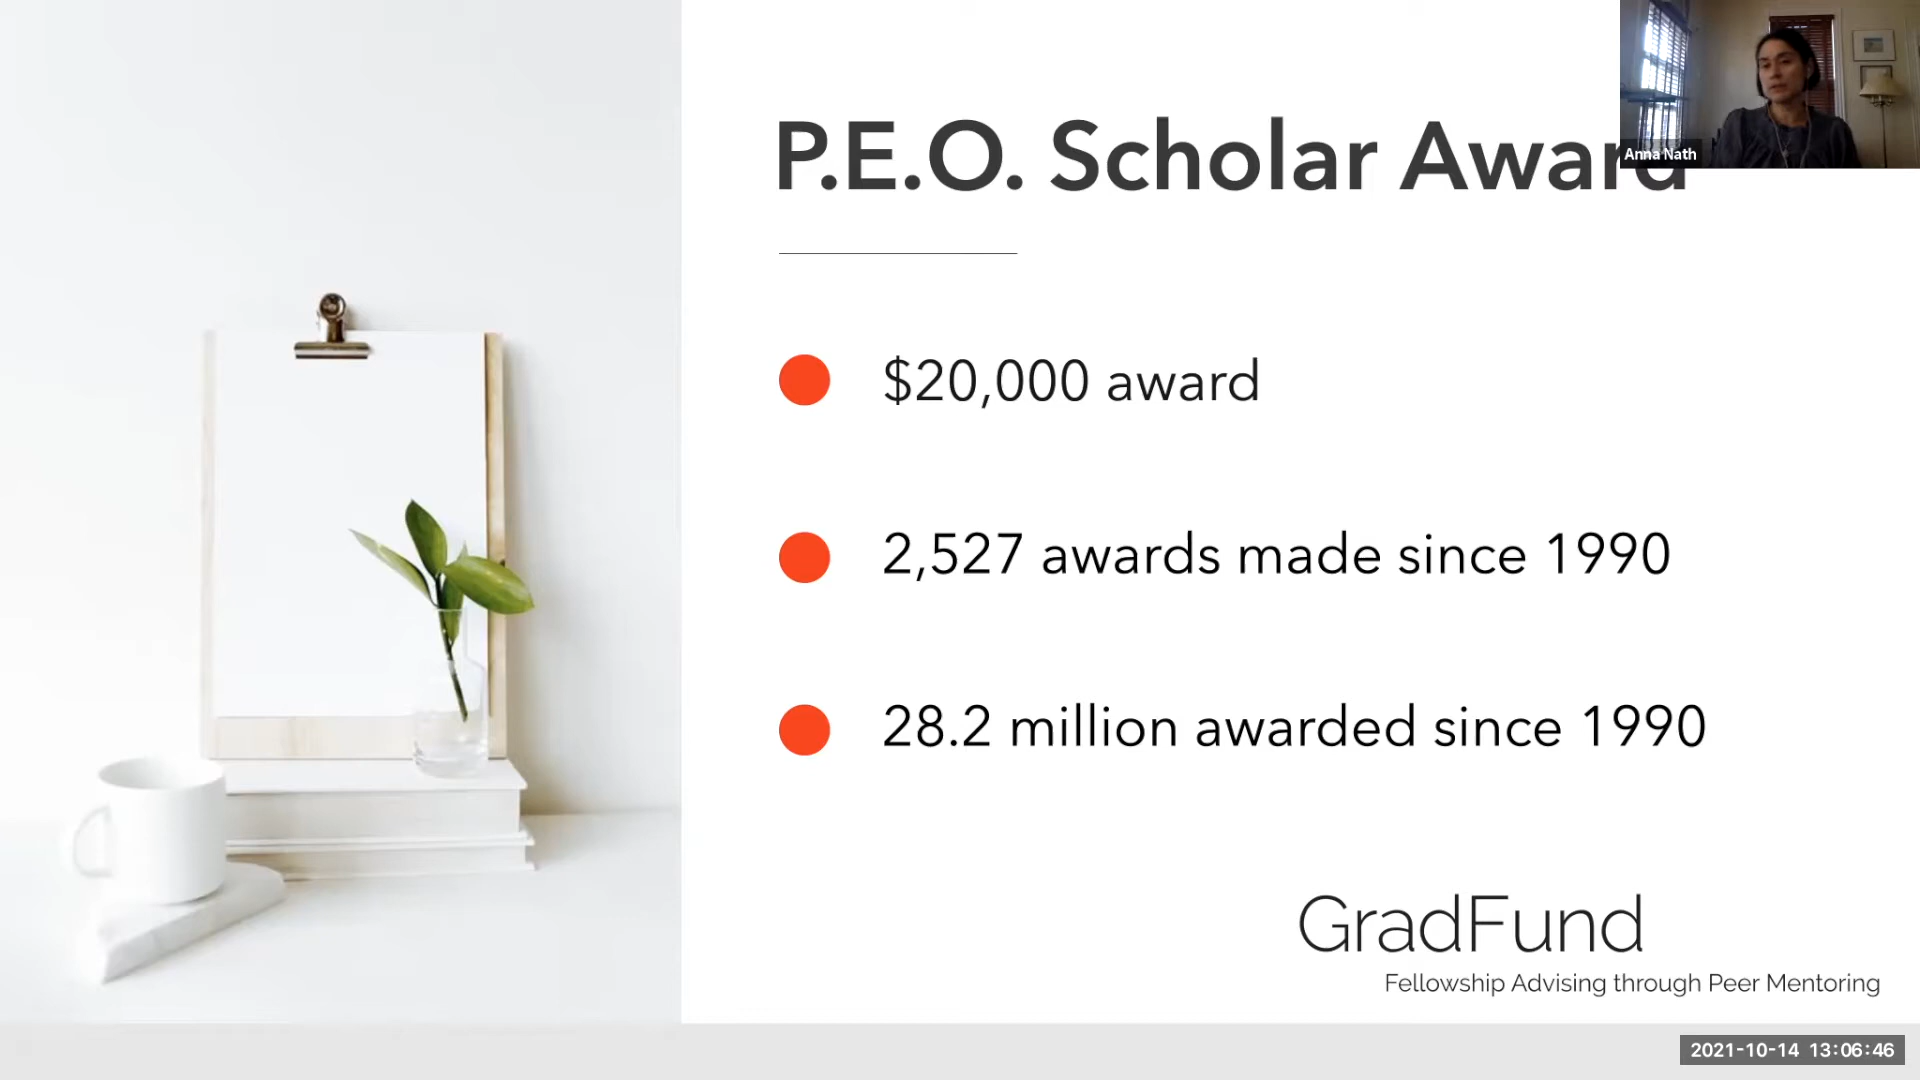 P.E.O. Scholar Award
Anna Nath
$20,000 award
2,527 awards made since 1990
28.2 million awarded since 1990
GradFund
Fellowship Advising through Peer Mentoring
2021-10-14 13:06:46